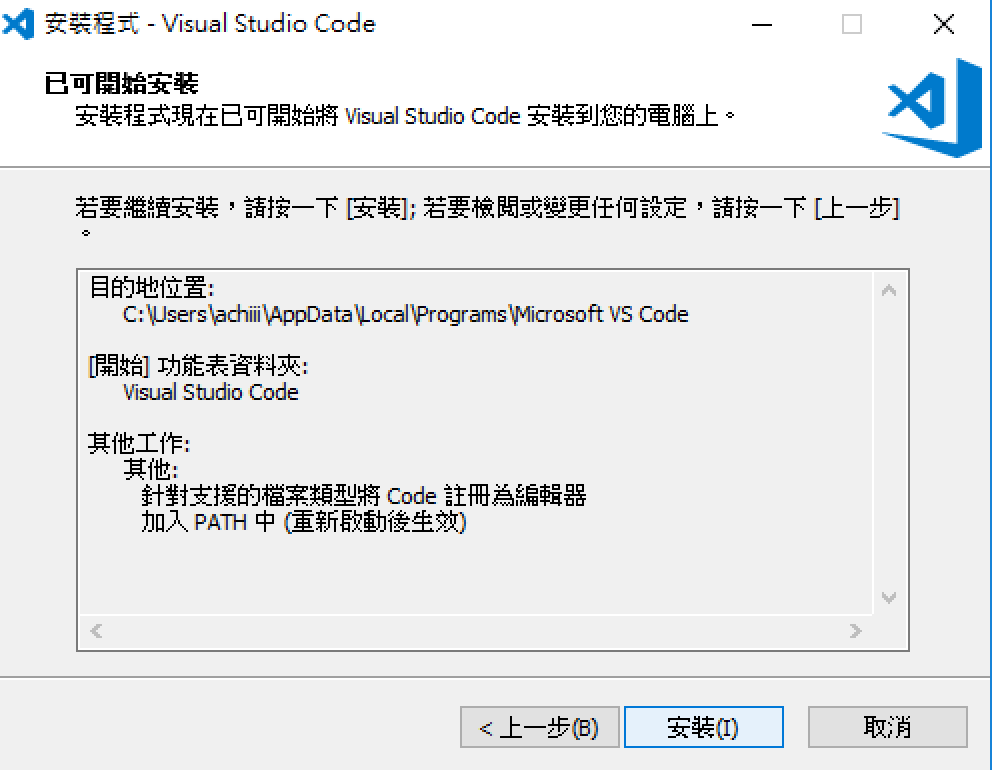 安裝程式 - Visual Studio Code
已可開始安裝
安裝程式現在已可開始將 Visual Studio Code 安裝到您的電腦上。
若要繼續安裝，請按一下 [安裝]; 若要檢閱或變更任何設定，請按一下 [上一步]
。
目的地位置:
C:\Users\achiii\AppData\Local\Programs\Microsoft VS Code
[開始] 功能表資料夾:
Visual Studio Code
其他工作:
其他:
針對支援的檔案類型將 Code 註冊為編輯器
加入 PATH 中 (重新啟動後生效)
< 上一步(B) 安裝(I) 取消